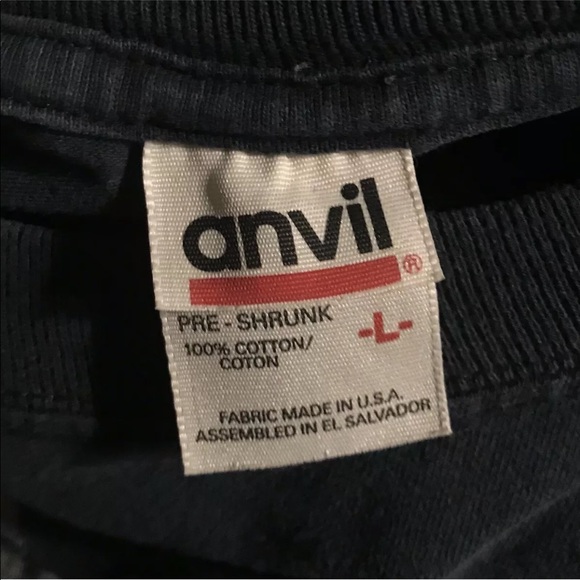 anvil®
PRE-SHRUNK
-L-
100% COTTON/
COTON
FABRIC MADE IN U.S.A.
ASSEMBLED IN EL SALVADOR